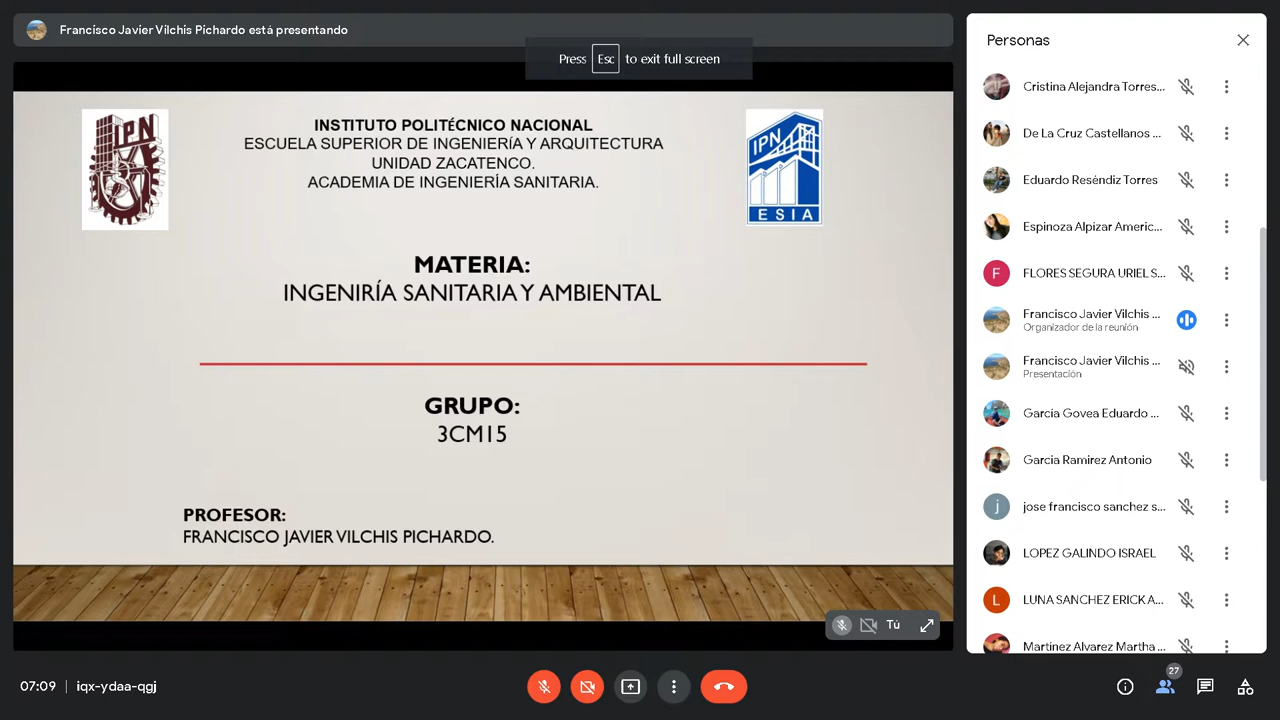 Francisco Javier Vilchis Pichardo está presentando
Press Esc to exit full screen
IPN
INSTITUTO POLITÉCNICO NACIONAL
ESCUELA SUPERIOR DE INGENIERÍA Y ARQUITECTURA
UNIDAD ZACATENCO.
ACADEMIA DE INGENIERÍA SANITARIA.
IPN
ESIA
MATERIA:
INGENIRÍA SANITARIA Y AMBIENTAL
GRUPO:
3CM15
PROFESOR:
FRANCISCO JAVIER VILCHIS PICHARDO.
Tú
Personas
Cristina Alejandra Torres...
De La Cruz Castellanos ...
Eduardo Reséndiz Torres
Espinoza Alpizar Americ...
F
FLORES SEGURA URIEL S...
Francisco Javier Vilchis ...
Organizador de la reunión
Francisco Javier Vilchis ...
Presentación
Garcia Govea Eduardo ...
Garcia Ramirez Antonio
j
jose francisco sanchez s...
LOPEZ GALINDO ISRAEL
L
LUNA SANCHEZ ERICK A...
Martinez Alvarez Martha ...
07:09 | iqx-ydaa-qgj
27